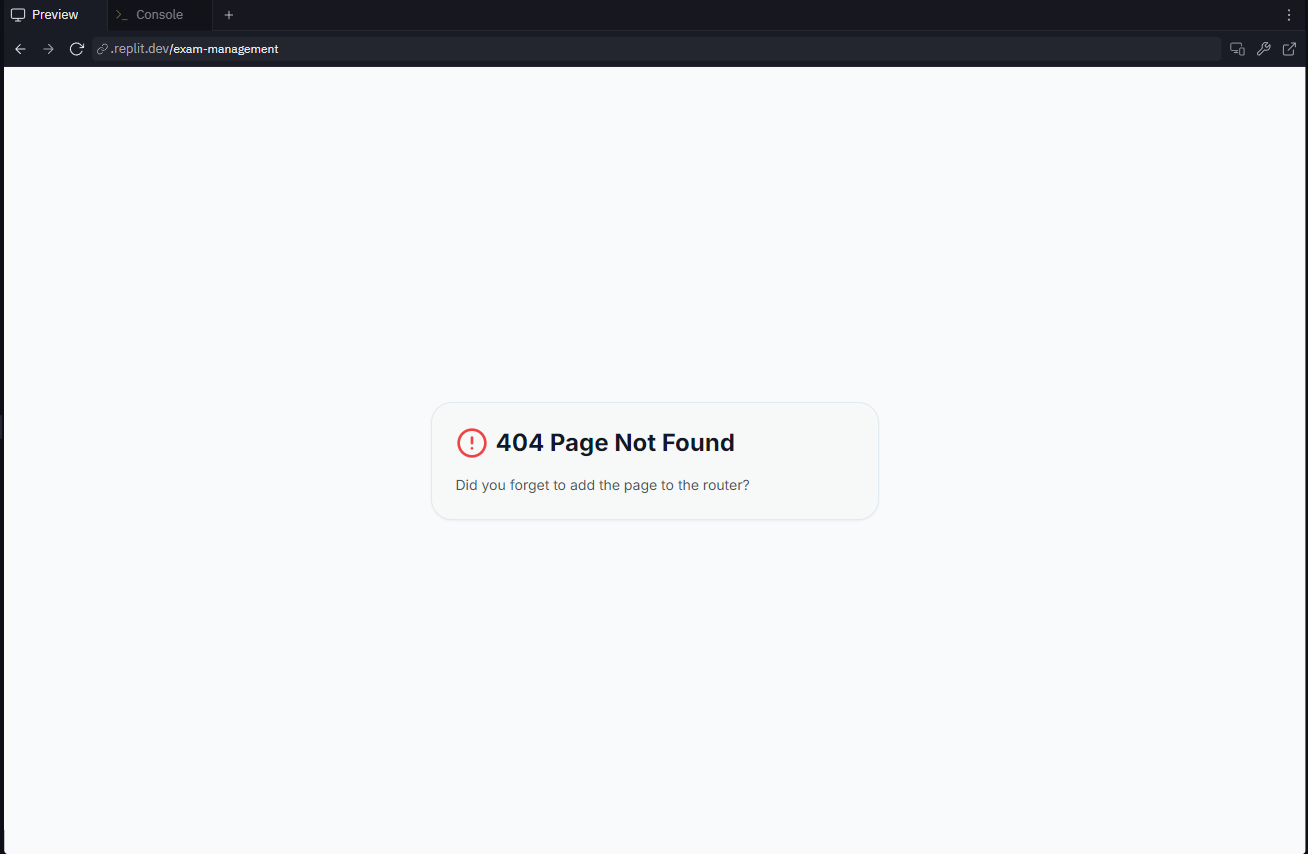 Preview
>_ Console
.replit.dev/exam-management
404 Page Not Found
Did you forget to add the page to the router?